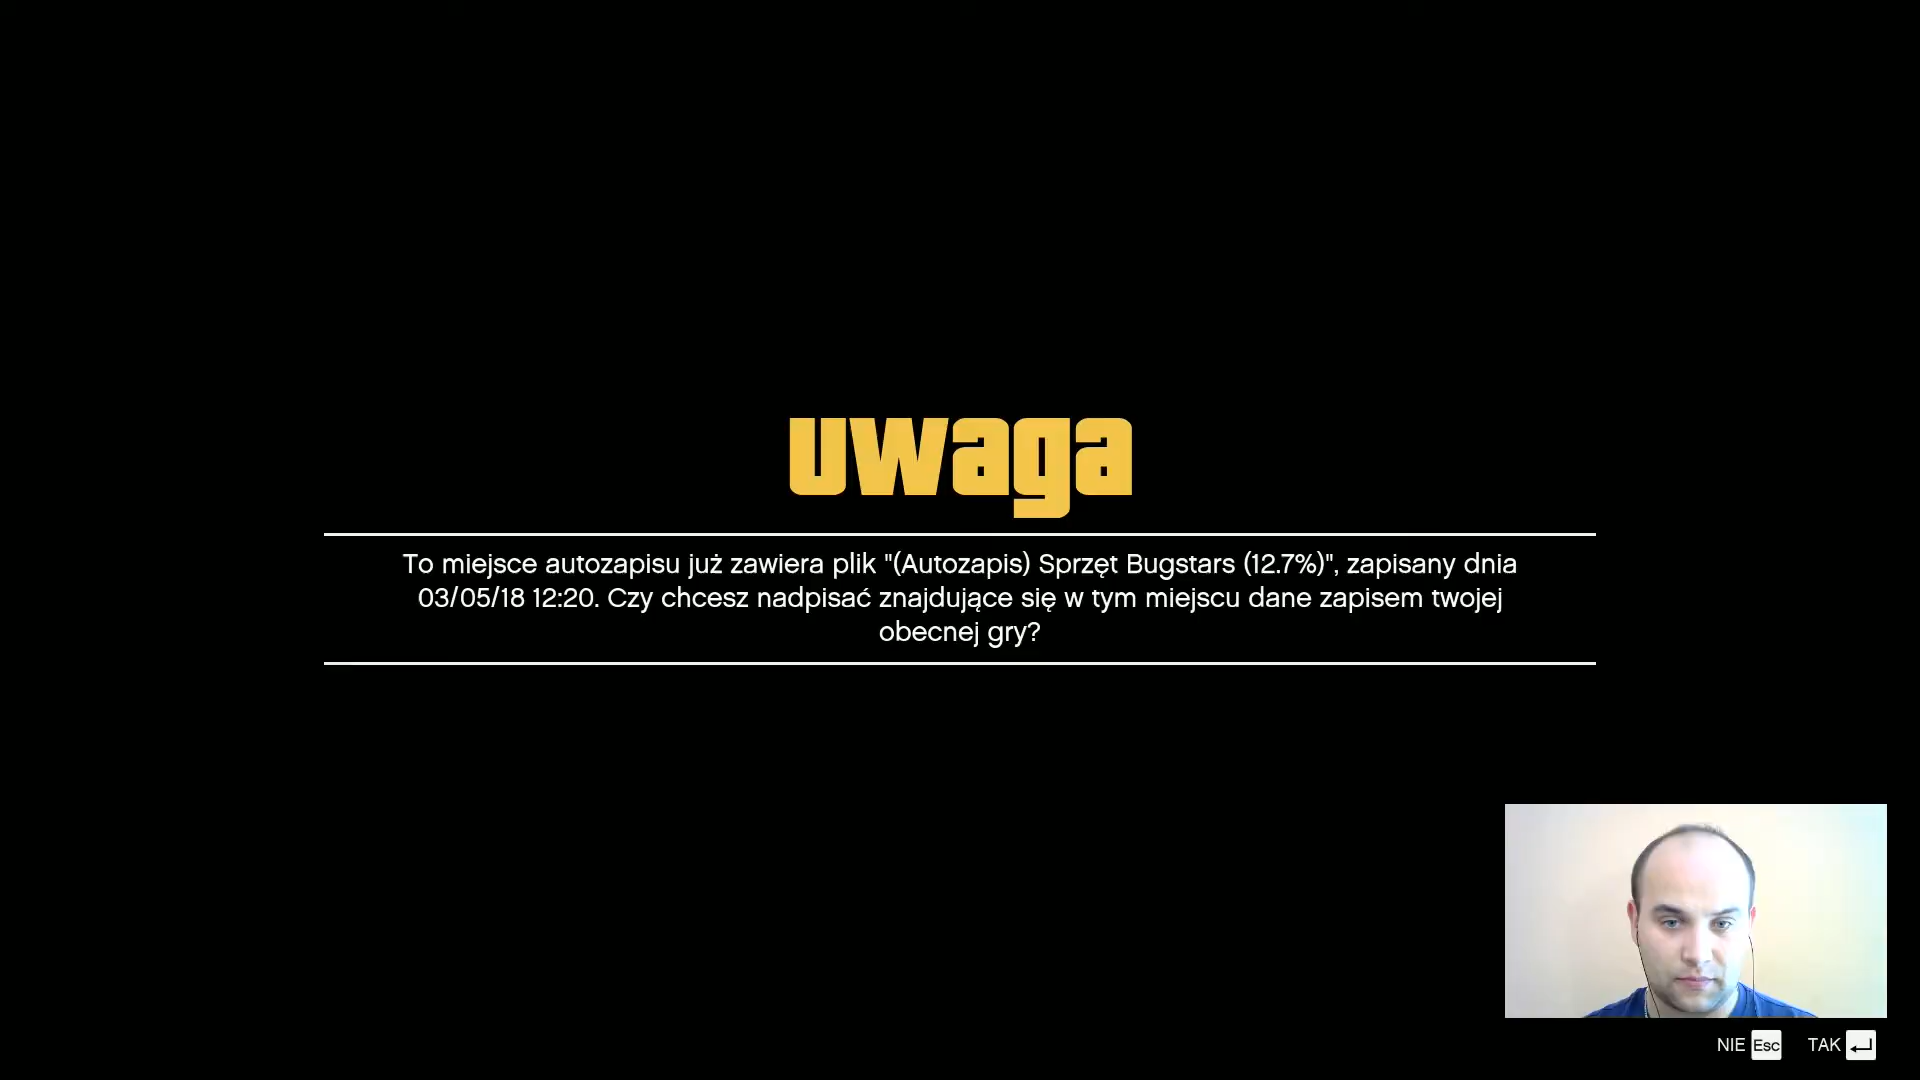 uwaga
To miejsce autozapisu już zawiera plik "(Autozapis) Sprzęt Bugstars (12.7%)", zapisany dnia
03/05/18 12:20. Czy chcesz nadpisać znajdujące się w tym miejscu dane zapisem twojej
obecnej gry?
NIE Esc TAK